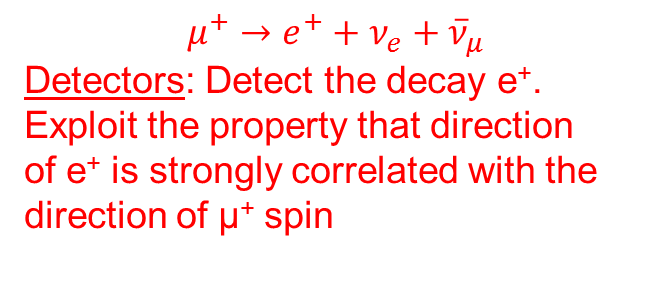 μ⁺ → e⁺ + νₑ + ν̄_μ
Detectors: Detect the decay e⁺.
Exploit the property that direction
of e⁺ is strongly correlated with the
direction of μ⁺ spin